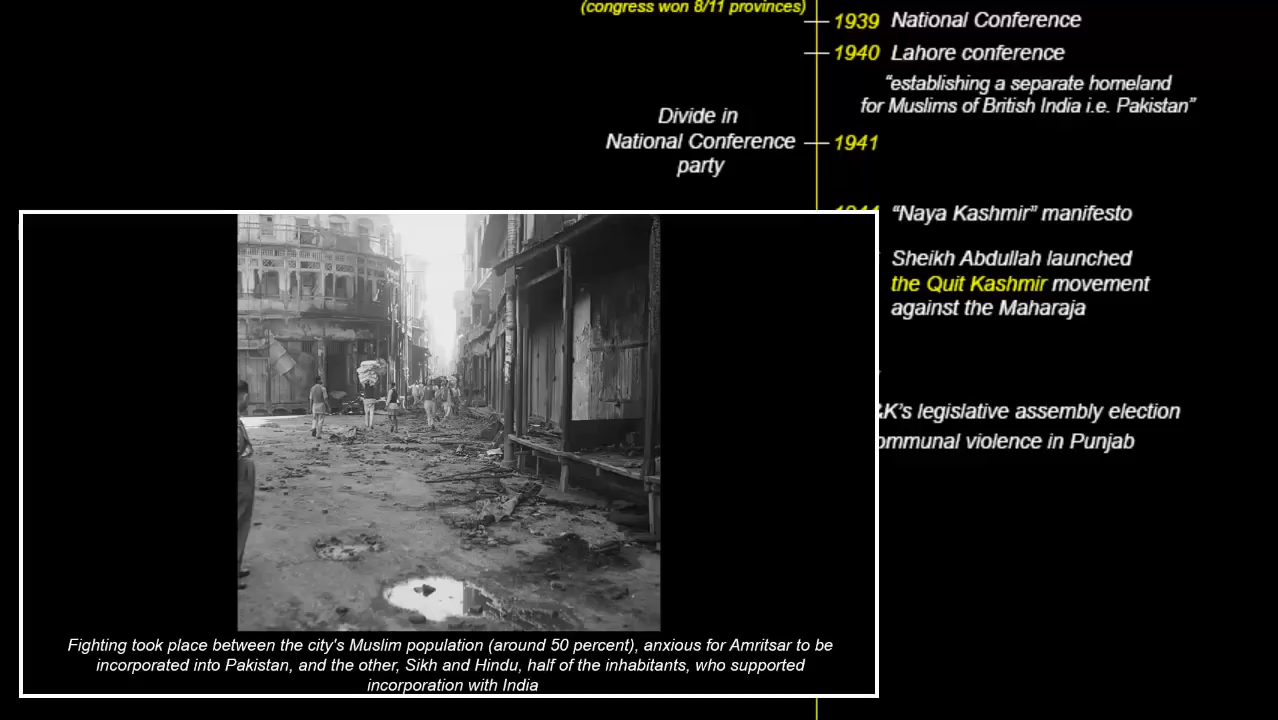 (congress won 8/11 provinces)
1939 National Conference
1940 Lahore conference
“establishing a separate homeland
for Muslims of British India i.e. Pakistan”
Divide in
National Conference
party
1941
“Naya Kashmir” manifesto
Sheikh Abdullah launched
the Quit Kashmir movement
against the Maharaja
&K's legislative assembly election
ommunal violence in Punjab
Fighting took place between the city's Muslim population (around 50 percent), anxious for Amritsar to be
incorporated into Pakistan, and the other, Sikh and Hindu, half of the inhabitants, who supported
incorporation with India